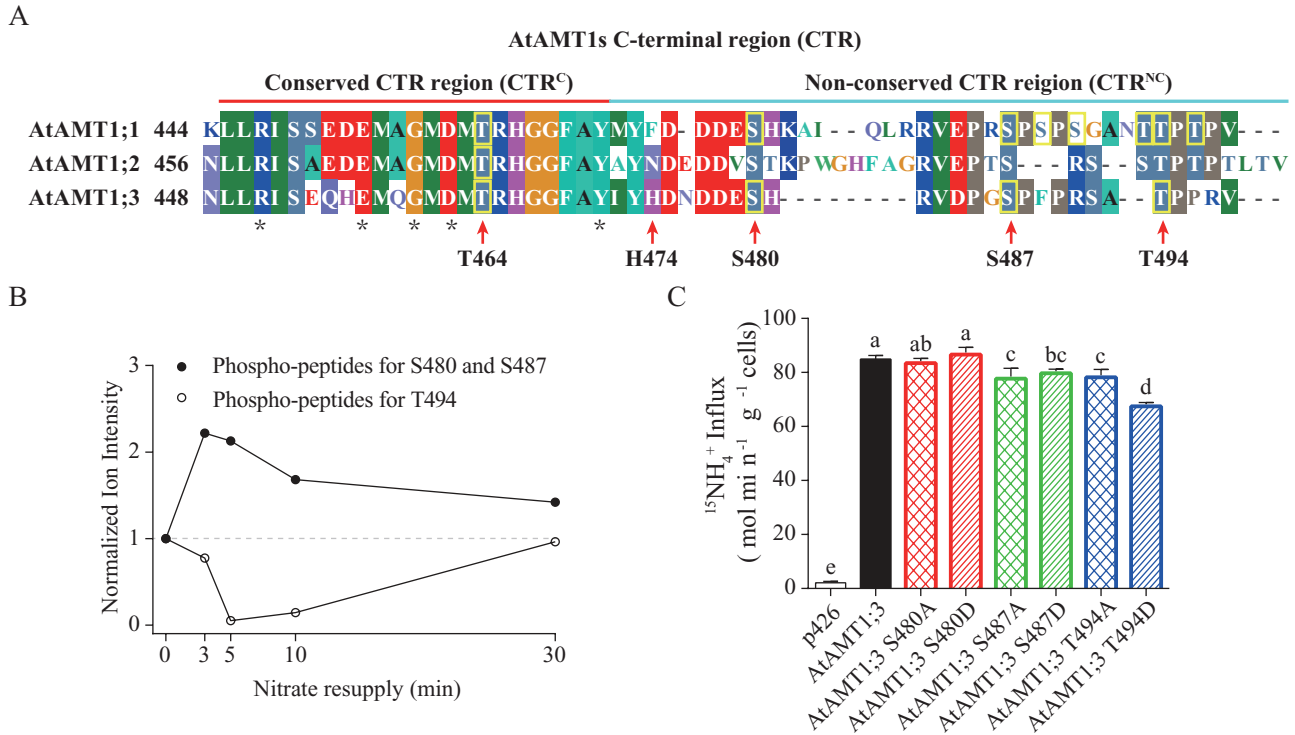 A
AtAMT1s C-terminal region (CTR)
Conserved CTR region (CTRᶜ) Non-conserved CTR reigion (CTRᴺᶜ)
AtAMT1;1 444 KLLRISSEDEMAGMDMTRHGGFAYMYFD-DDESHKAI--QLRRVEPRSPSPSGANTTPTPV---
AtAMT1;2 456 NLLRISAEDEMAGMDMTRHGGFAYAYNDEDDVSTKPWGHFAGRVEPTS---RS--STPTPTLTV
AtAMT1;3 448 NLLRISEQHEMQGMDMTRHGGFAYIYHDNDDESH--------RVDPGSPFPRSA--TPPRV---
* * * * *
T464 H474 S480 S487 T494
B
Normalized Ion Intensity
3
2
1
0
Phospho-peptides for S480 and S487
Phospho-peptides for T494
0 3 5 10 30
Nitrate resupply (min)
C
¹⁵NH₄⁺ Influx
( mol mi n⁻¹ g ⁻¹ cells)
100
80
60
40
20
0
e a ab a c bc c d
p426
AtAMT1;3
AtAMT1;3 S480A
AtAMT1;3 S480D
AtAMT1;3 S487A
AtAMT1;3 S487D
AtAMT1;3 T494A
AtAMT1;3 T494D